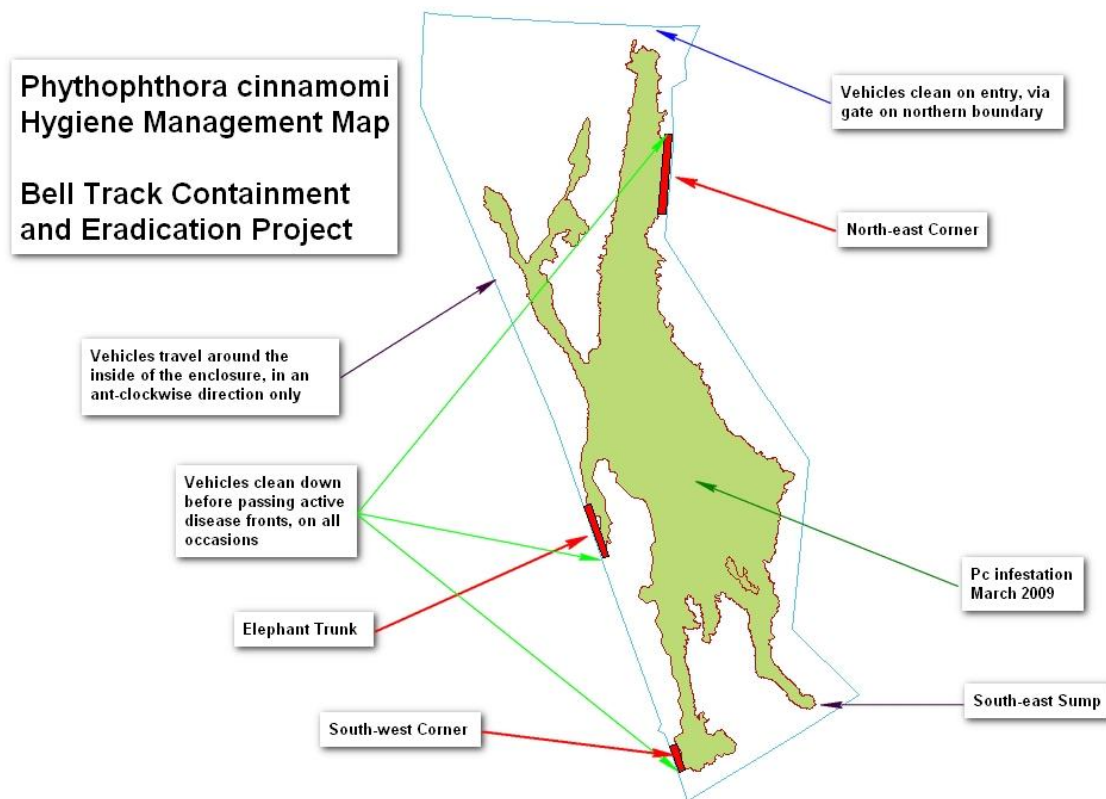 Phythophthora cinnamomi
Hygiene Management Map
Bell Track Containment
and Eradication Project
Vehicles clean on entry, via
gate on northern boundary
North-east Corner
Vehicles travel around the
inside of the enclosure, in an
ant-clockwise direction only
Vehicles clean down
before passing active
disease fronts, on all
occasions
Pc infestation
March 2009
Elephant Trunk
South-east Sump
South-west Corner